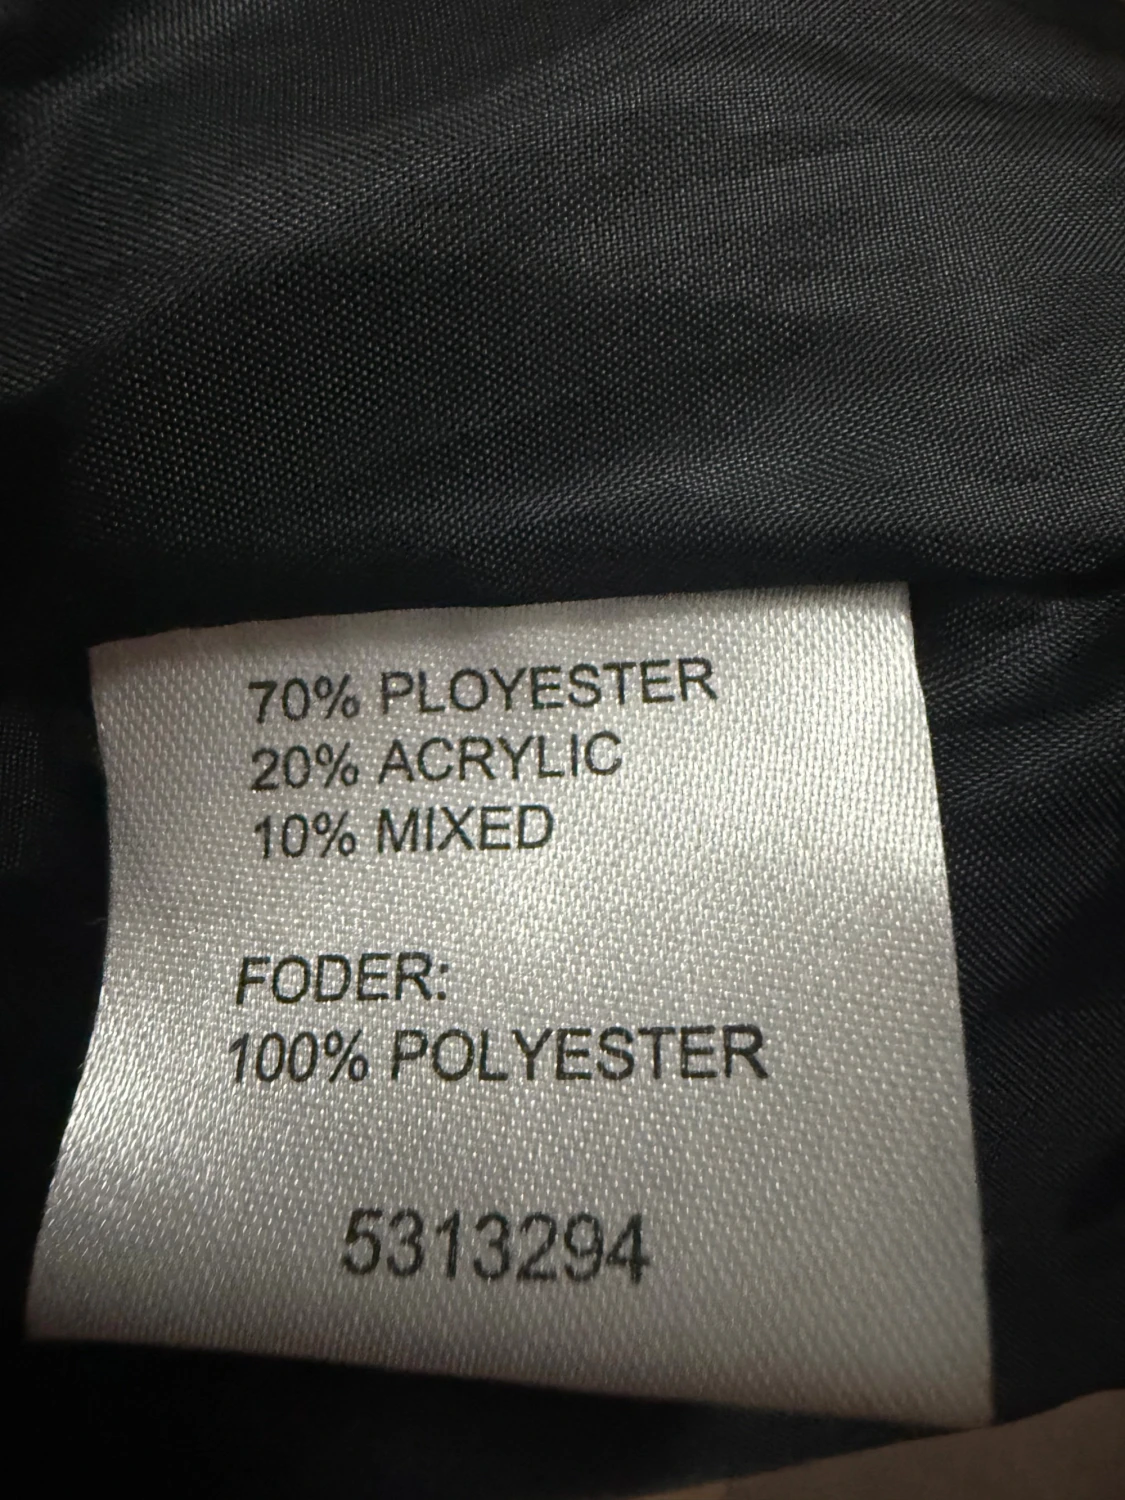 70% PLOYESTER
20% ACRYLIC
10% MIXED
FODER:
100% POLYESTER
5313294